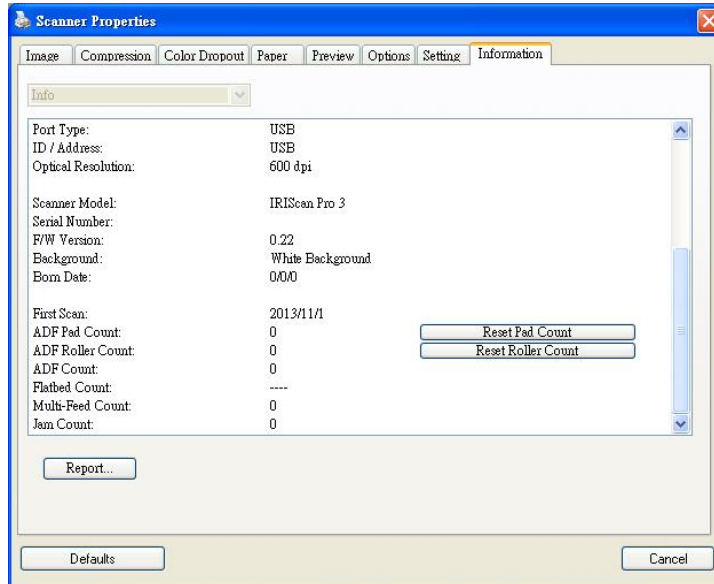 Scanner Properties
Image Compression Color Dropout Paper Preview Options Setting Information
Info
Port Type: USB
ID / Address: USB
Optical Resolution: 600 dpi
Scanner Model: IRIScan Pro 3
Serial Number:
F/W Version: 0.22
Background: White Background
Born Date: 0/0/0
First Scan: 2013/11/1
ADF Pad Count: 0 Reset Pad Count
ADF Roller Count: 0 Reset Roller Count
ADF Count: 0
Flatbed Count: ----
Multi-Feed Count: 0
Jam Count: 0
Report...
Defaults Cancel